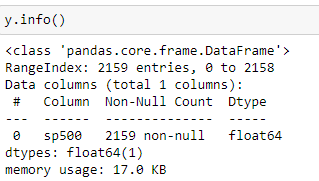 y.info()
<class 'pandas.core.frame.DataFrame'>
RangeIndex: 2159 entries, 0 to 2158
Data columns (total 1 columns):
 #   Column  Non-Null Count  Dtype
---  ------  --------------  -----
 0   sp500   2159 non-null   float64
dtypes: float64(1)
memory usage: 17.0 KB